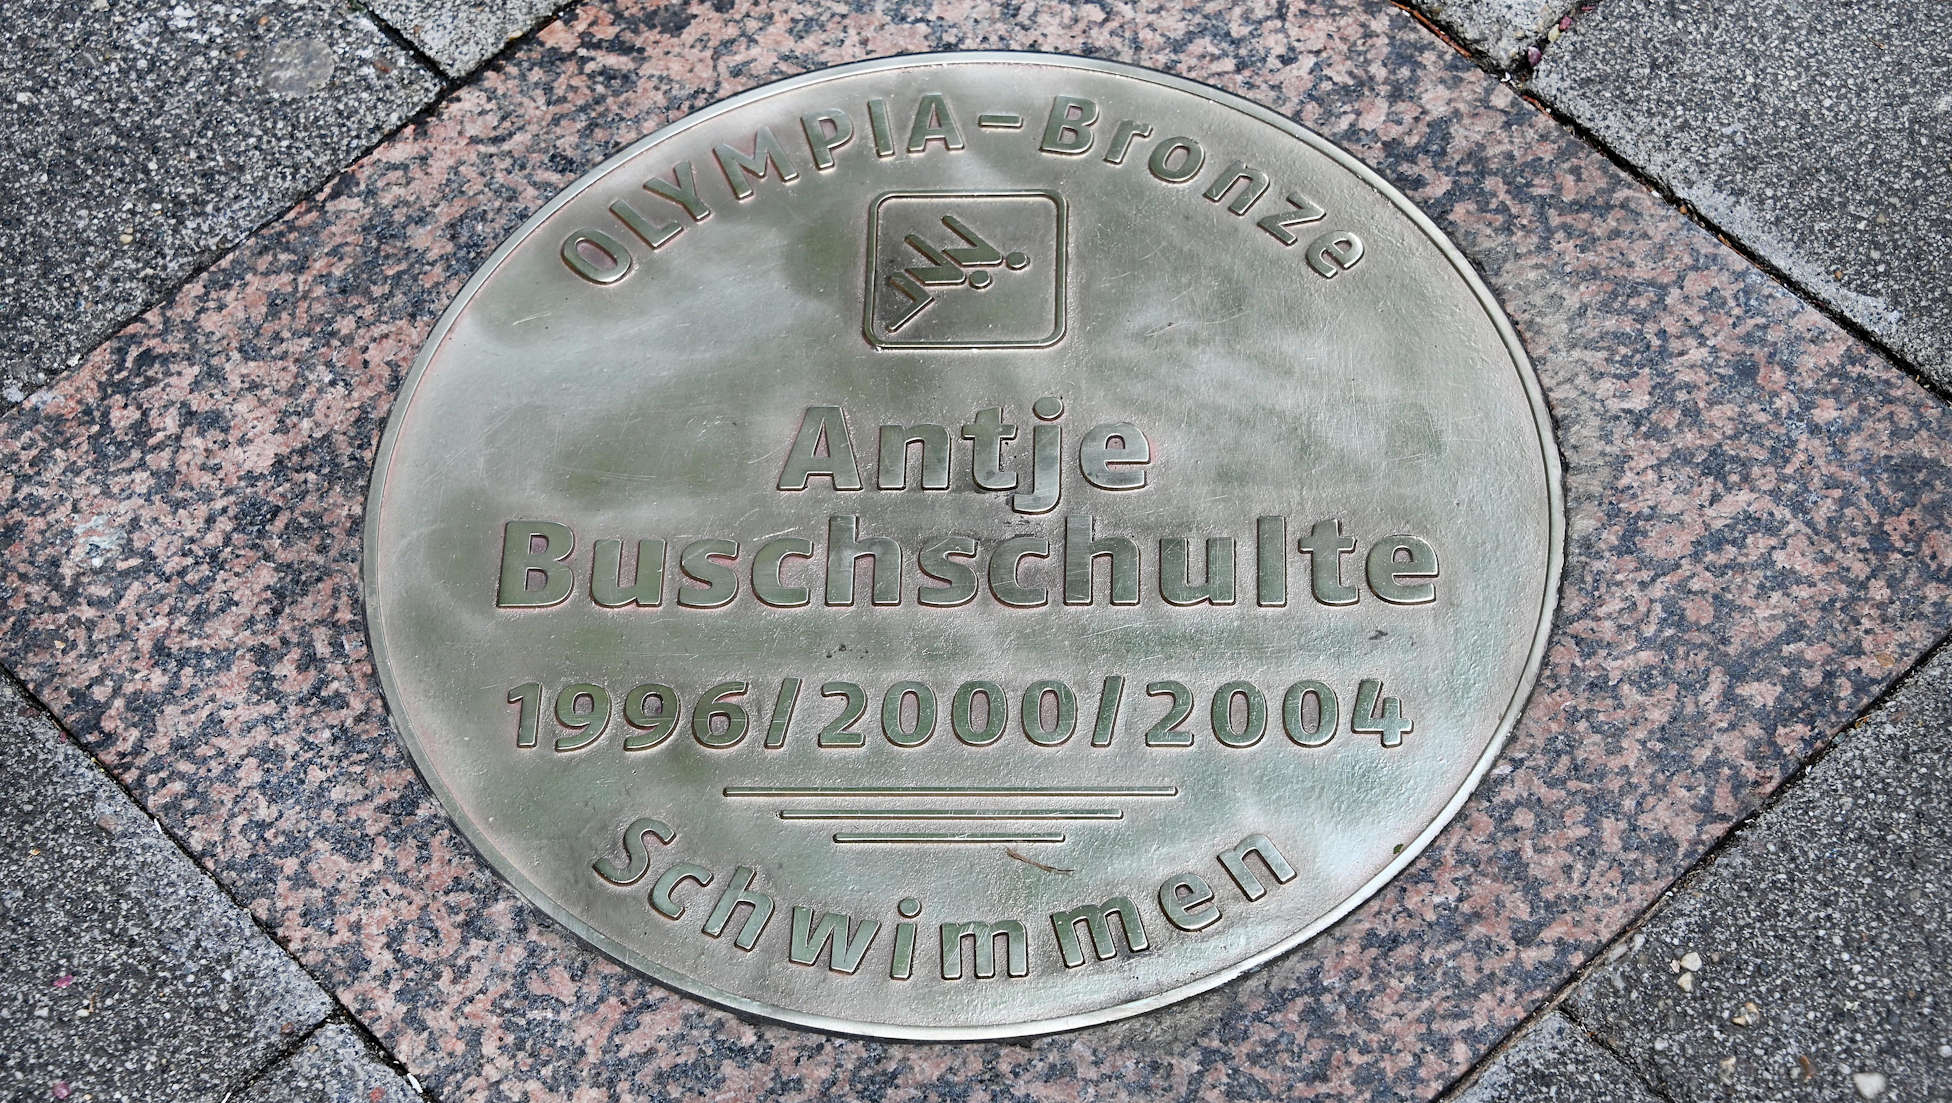 OLYMPIA-Bronze
Antje
Buschschulte
1996/2000/2004
Schwimmen